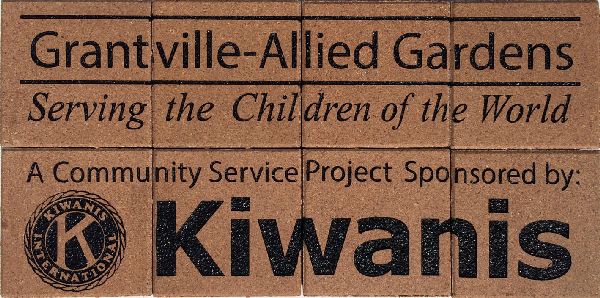 Grantville-Allied Gardens
Serving the Children of the World
A Community Service Project Sponsored by:
KIWANIS INTERNATIONAL
K
Kiwanis